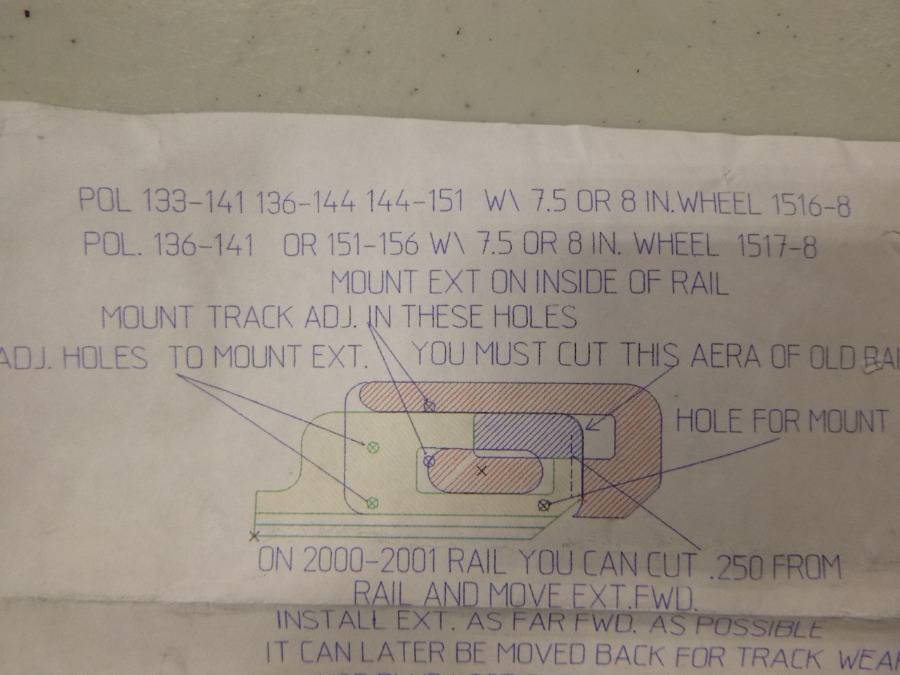 POL 133-141 136-144 144-151 W\ 7.5 OR 8 IN.WHEEL 1516-8
POL. 136-141 OR 151-156 W\ 7.5 OR 8 IN. WHEEL 1517-8
MOUNT EXT ON INSIDE OF RAIL
MOUNT TRACK ADJ. IN THESE HOLES
ADJ. HOLES TO MOUNT EXT.
YOU MUST CUT THIS AERA OF OLD
HOLE FOR MOUNT
ON 2000-2001 RAIL YOU CAN CUT .250 FROM
RAIL AND MOVE EXT.FWD.
INSTALL EXT. AS FAR FWD. AS POSSIBLE
IT CAN LATER BE MOVED BACK FOR TRACK